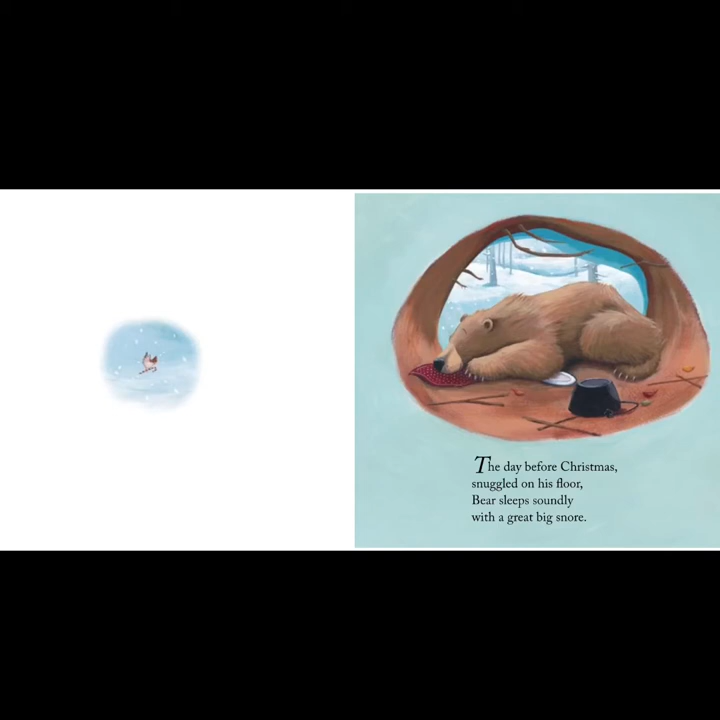 The day before Christmas,
snuggled on his floor,
Bear sleeps soundly
with a great big snore.